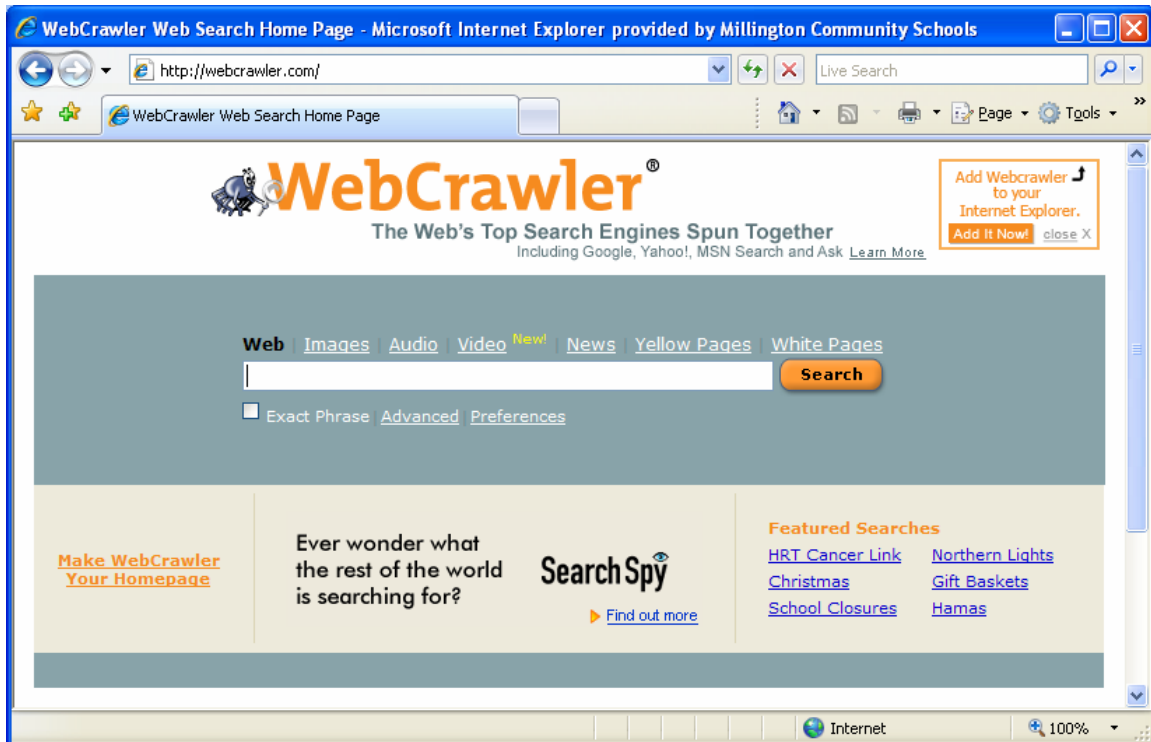 WebCrawler Web Search Home Page - Microsoft Internet Explorer provided by Millington Community Schools
http://webcrawler.com/
Live Search
WebCrawler Web Search Home Page
Page
Tools
»
WebCrawler®
The Web's Top Search Engines Spun Together
Including Google, Yahoo!, MSN Search and Ask Learn More
Add Webcrawler
to your
Internet Explorer.
Add It Now! close X
Web | Images | Audio | Video New! | News | Yellow Pages | White Pages
Search
Exact Phrase | Advanced | Preferences
Make WebCrawler
Your Homepage
Ever wonder what
the rest of the world
is searching for?
Search Spy
Find out more
Featured Searches
HRT Cancer Link Northern Lights
Christmas Gift Baskets
School Closures Hamas
Internet 100%